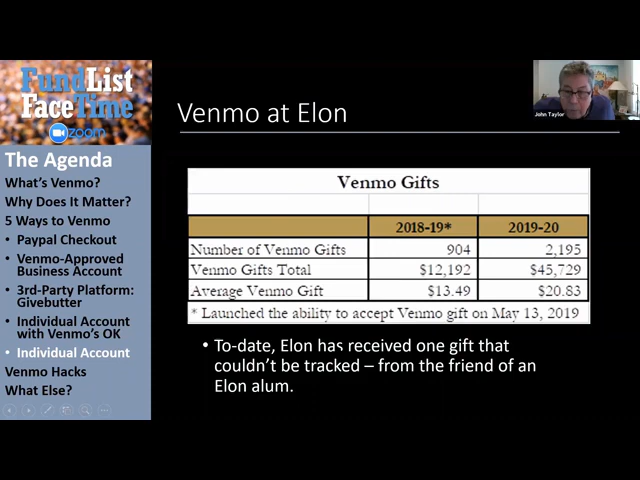 FundList
FaceTime
zoom
The Agenda
What's Venmo?
Why Does It Matter?
5 Ways to Venmo
• Paypal Checkout
• Venmo-Approved
Business Account
• 3rd-Party Platform:
Givebutter
• Individual Account
with Venmo's OK
• Individual Account
Venmo Hacks
What Else?
Venmo at Elon
John Taylor
Venmo Gifts
2018-19* 2019-20
Number of Venmo Gifts 904 2,195
Venmo Gifts Total $12,192 $45,729
Average Venmo Gift $13.49 $20.83
* Launched the ability to accept Venmo gift on May 13, 2019
• To-date, Elon has received one gift that
couldn't be tracked – from the friend of an
Elon alum.